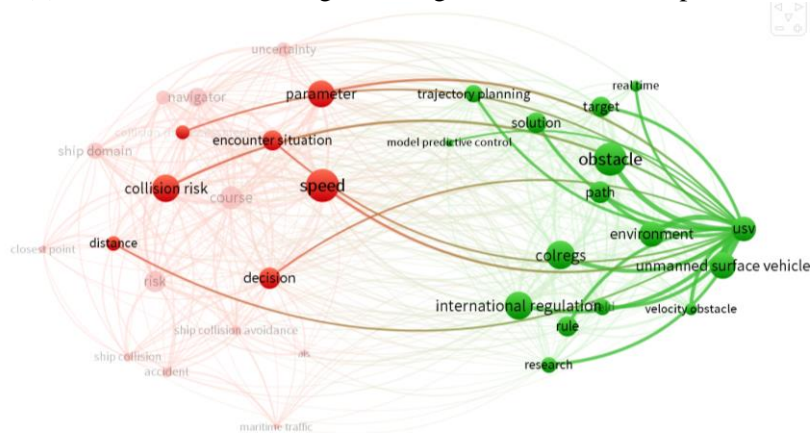 uncertainty
navigator
parameter
trajectory planning
real time
target
solution
encounter situation
model predictive control
ship domain
obstacle
collision risk
speed
course
path
distance
closest point
usv
environment
colregs
unmanned surface vehicle
risk
decision
international regulation
velocity obstacle
rule
ship collision avoidance
ship collision
accident
ais
research
maritime traffic